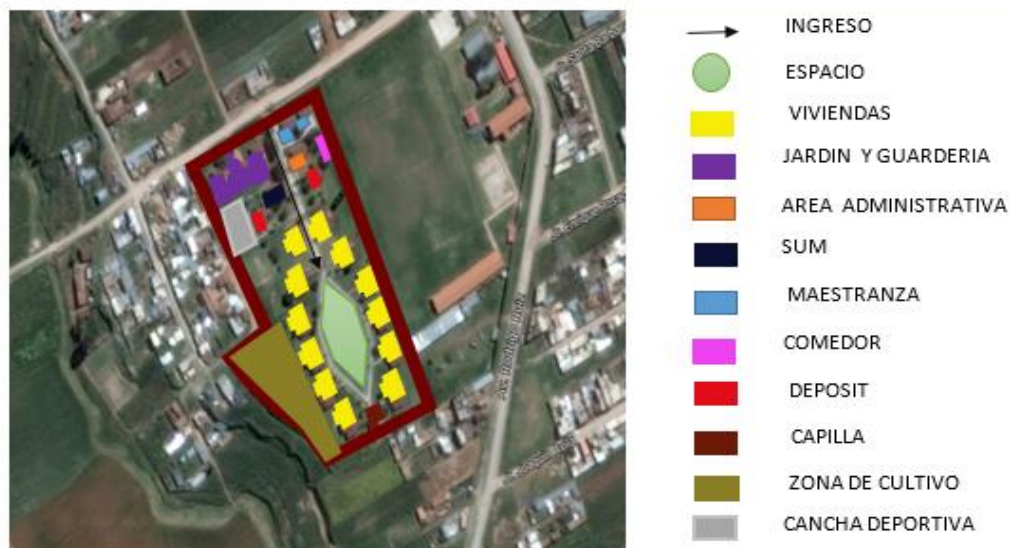 INGRESO
ESPACIO
VIVIENDAS
JARDIN Y GUARDERIA
AREA ADMINISTRATIVA
SUM
MAESTRANZA
COMEDOR
DEPOSIT
CAPILLA
ZONA DE CULTIVO
CANCHA DEPORTIVA